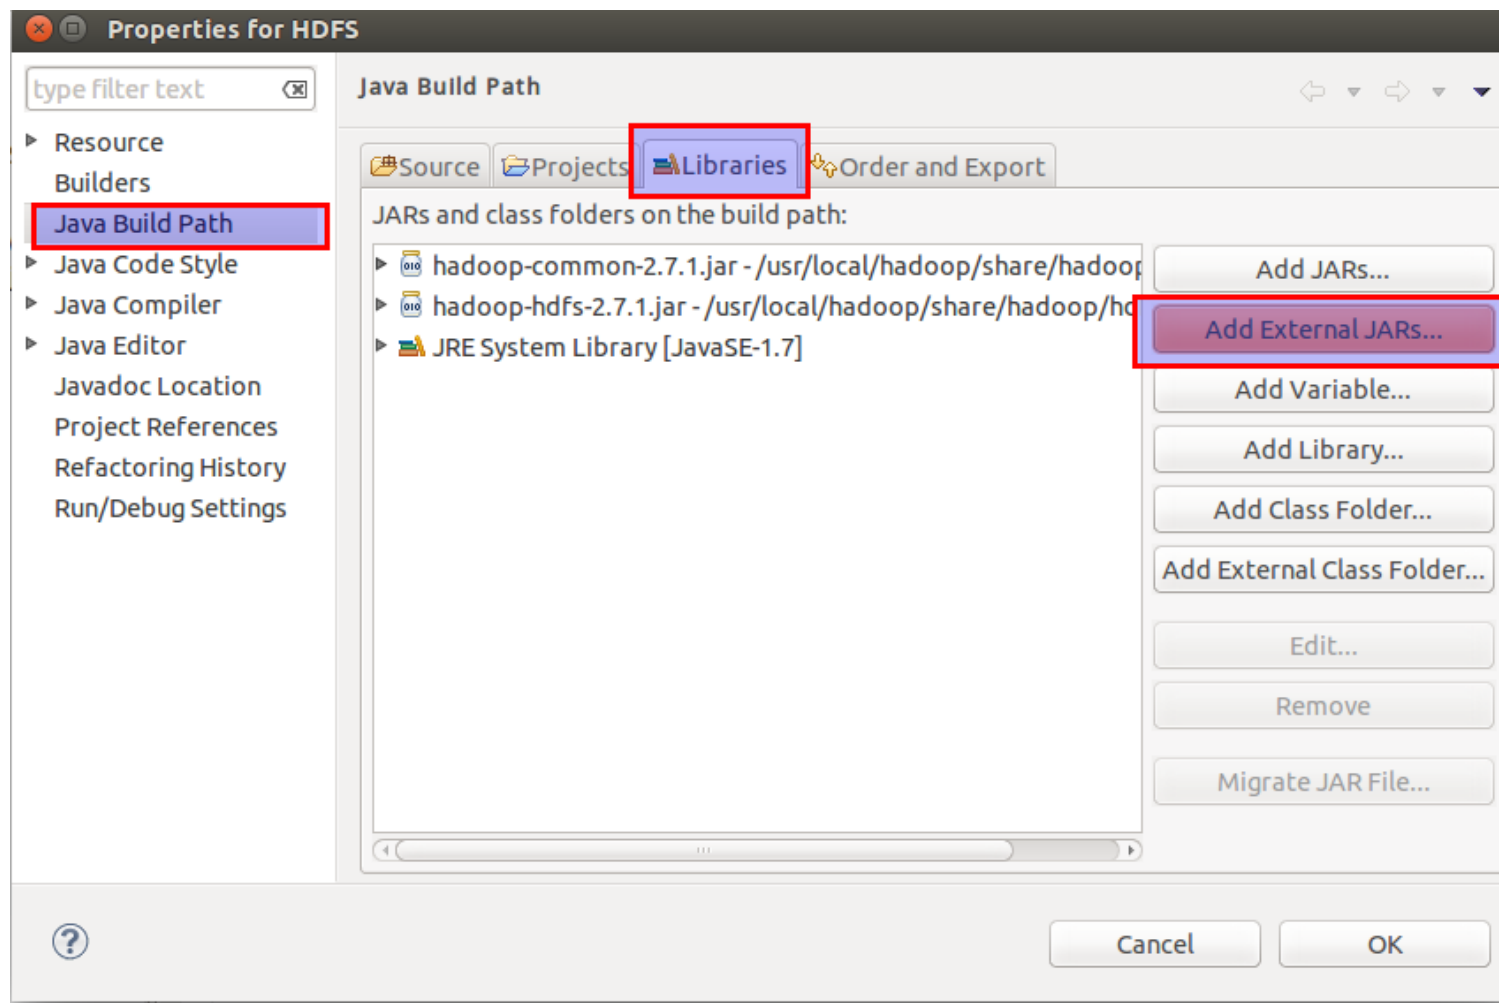 Properties for HDFS
type filter text
Java Build Path
Resource
Builders
Java Build Path
Java Code Style
Java Compiler
Java Editor
Javadoc Location
Project References
Refactoring History
Run/Debug Settings
Source Projects Libraries Order and Export
JARs and class folders on the build path:
hadoop-common-2.7.1.jar - /usr/local/hadoop/share/hadoop
hadoop-hdfs-2.7.1.jar - /usr/local/hadoop/share/hadoop/
JRE System Library [JavaSE-1.7]
Add JARs...
Add External JARs...
Add Variable...
Add Library...
Add Class Folder...
Add External Class Folder...
Edit...
Remove
Migrate JAR File...
Cancel OK